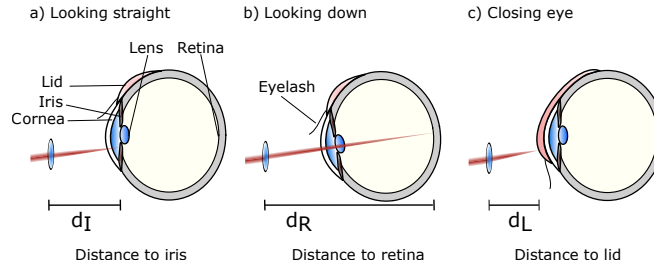 a) Looking straight
b) Looking down
c) Closing eye
Lens
Retina
Lid
Iris
Cornea
Eyelash
dI
dR
dL
Distance to iris
Distance to retina
Distance to lid